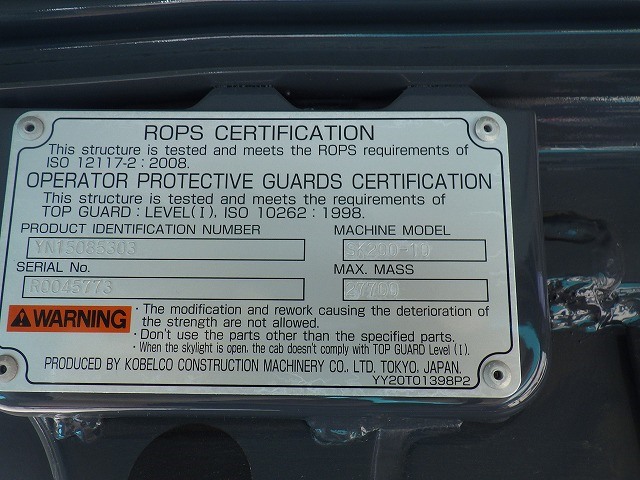 ROPS CERTIFICATION
This structure is tested and meets the ROPS requirements of
ISO 12117-2 : 2008.
OPERATOR PROTECTIVE GUARDS CERTIFICATION
This structure is tested and meets the requirements of
TOP GUARD : LEVEL(Ⅰ), ISO 10262 : 1998.
PRODUCT IDENTIFICATION NUMBER MACHINE MODEL
YN15085303 SK200-10
SERIAL No. MAX. MASS
R0045773
⚠WARNING
· The modification and rework causing the deterioration of
the strength are not allowed.
· Don't use the parts other than the specified parts.
· When the skylight is open, the cab doesn't comply with TOP GUARD Level (Ⅰ).
PRODUCED BY KOBELCO CONSTRUCTION MACHINERY CO., LTD. TOKYO, JAPAN.
YY20T01398P2